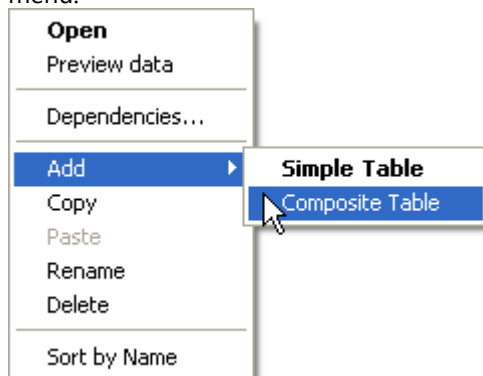 menu.
Open
Preview data
Dependencies...
Add
Simple Table
Composite Table
Copy
Paste
Rename
Delete
Sort by Name